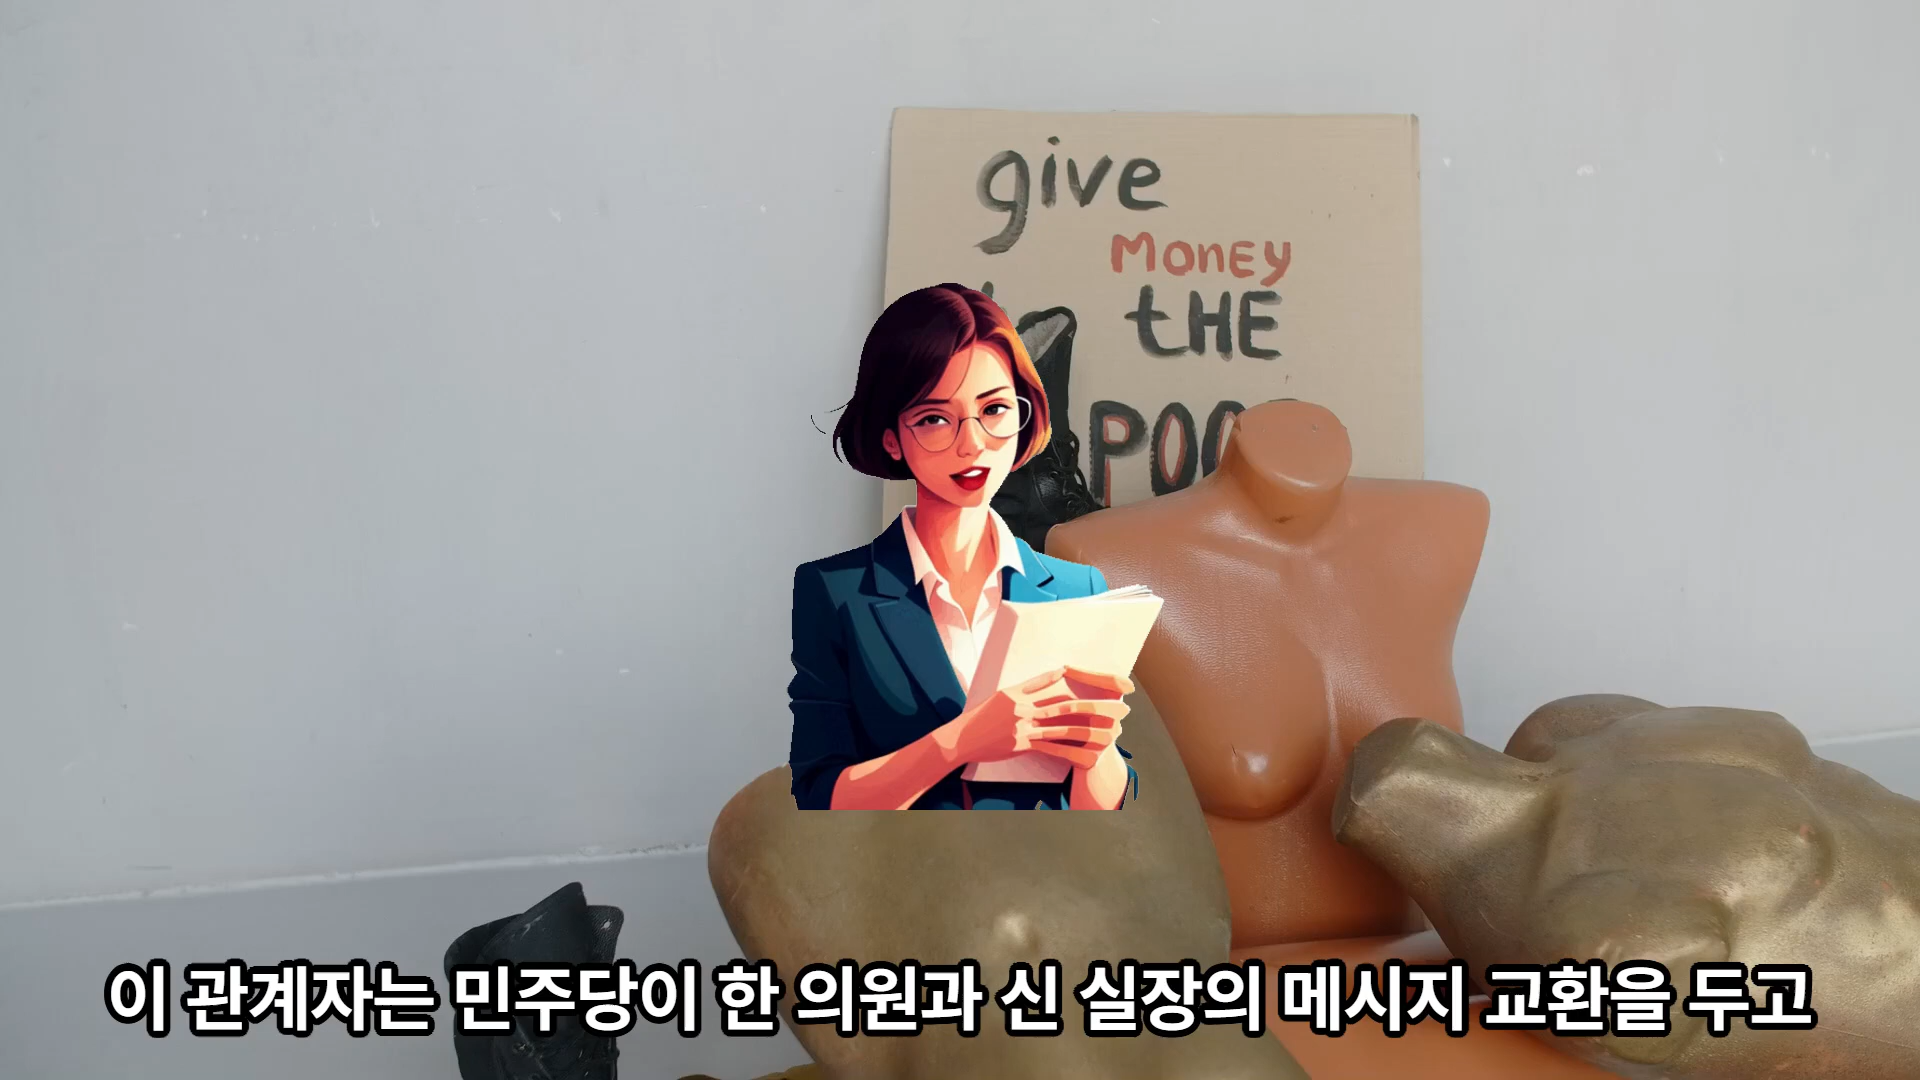 give
Money
tHE
이 관계자는 민주당이 한 의원과 신 실장의 메시지 교환을 두고